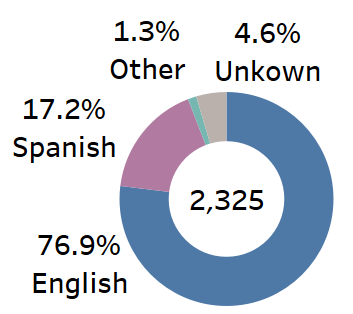 1.3%
Other
4.6%
Unkown
17.2%
Spanish
2,325
76.9%
English